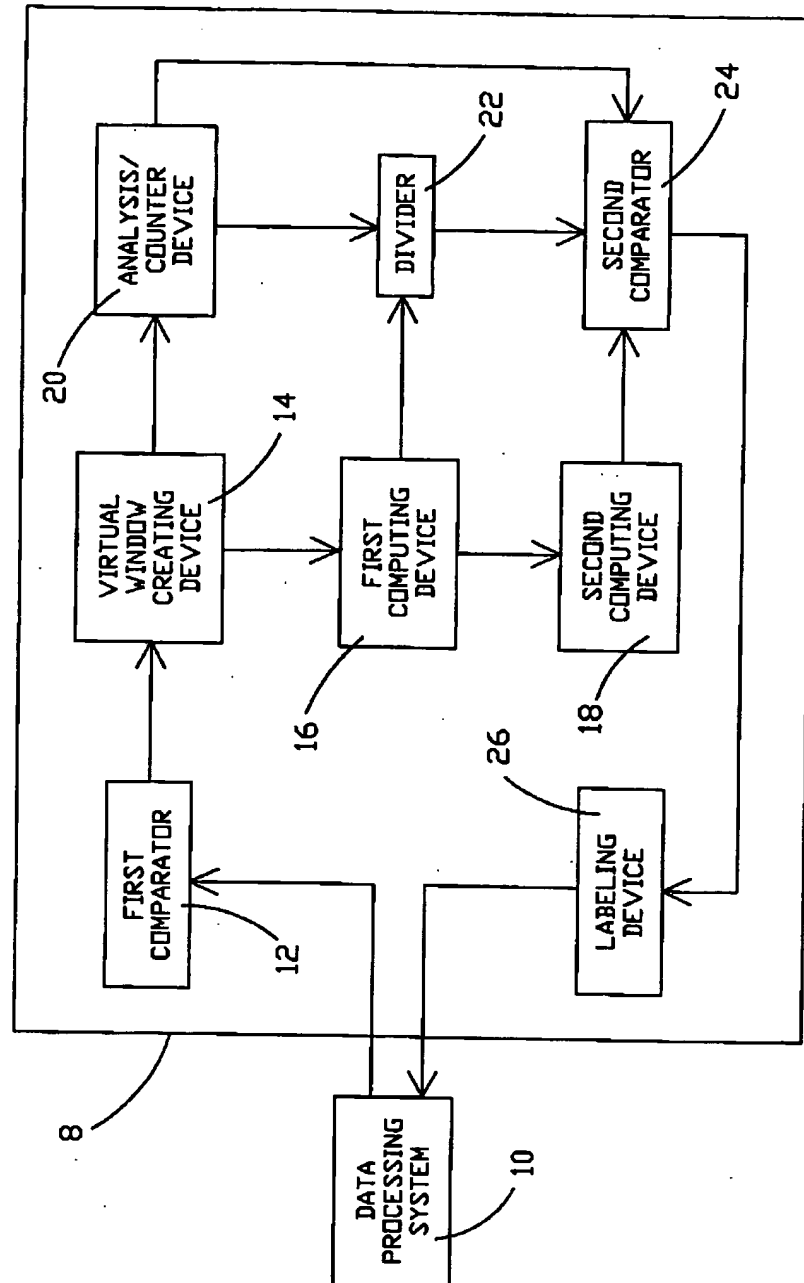 8
DATA
PROCESSING
SYSTEM
10
FIRST
COMPARATOR
12
VIRTUAL
WINDOW
CREATING
DEVICE
14
ANALYSIS/
COUNTER
DEVICE
20
FIRST
COMPUTING
DEVICE
16
DIVIDER
22
LABELING
DEVICE
26
SECOND
COMPUTING
DEVICE
18
SECOND
COMPARATOR
24